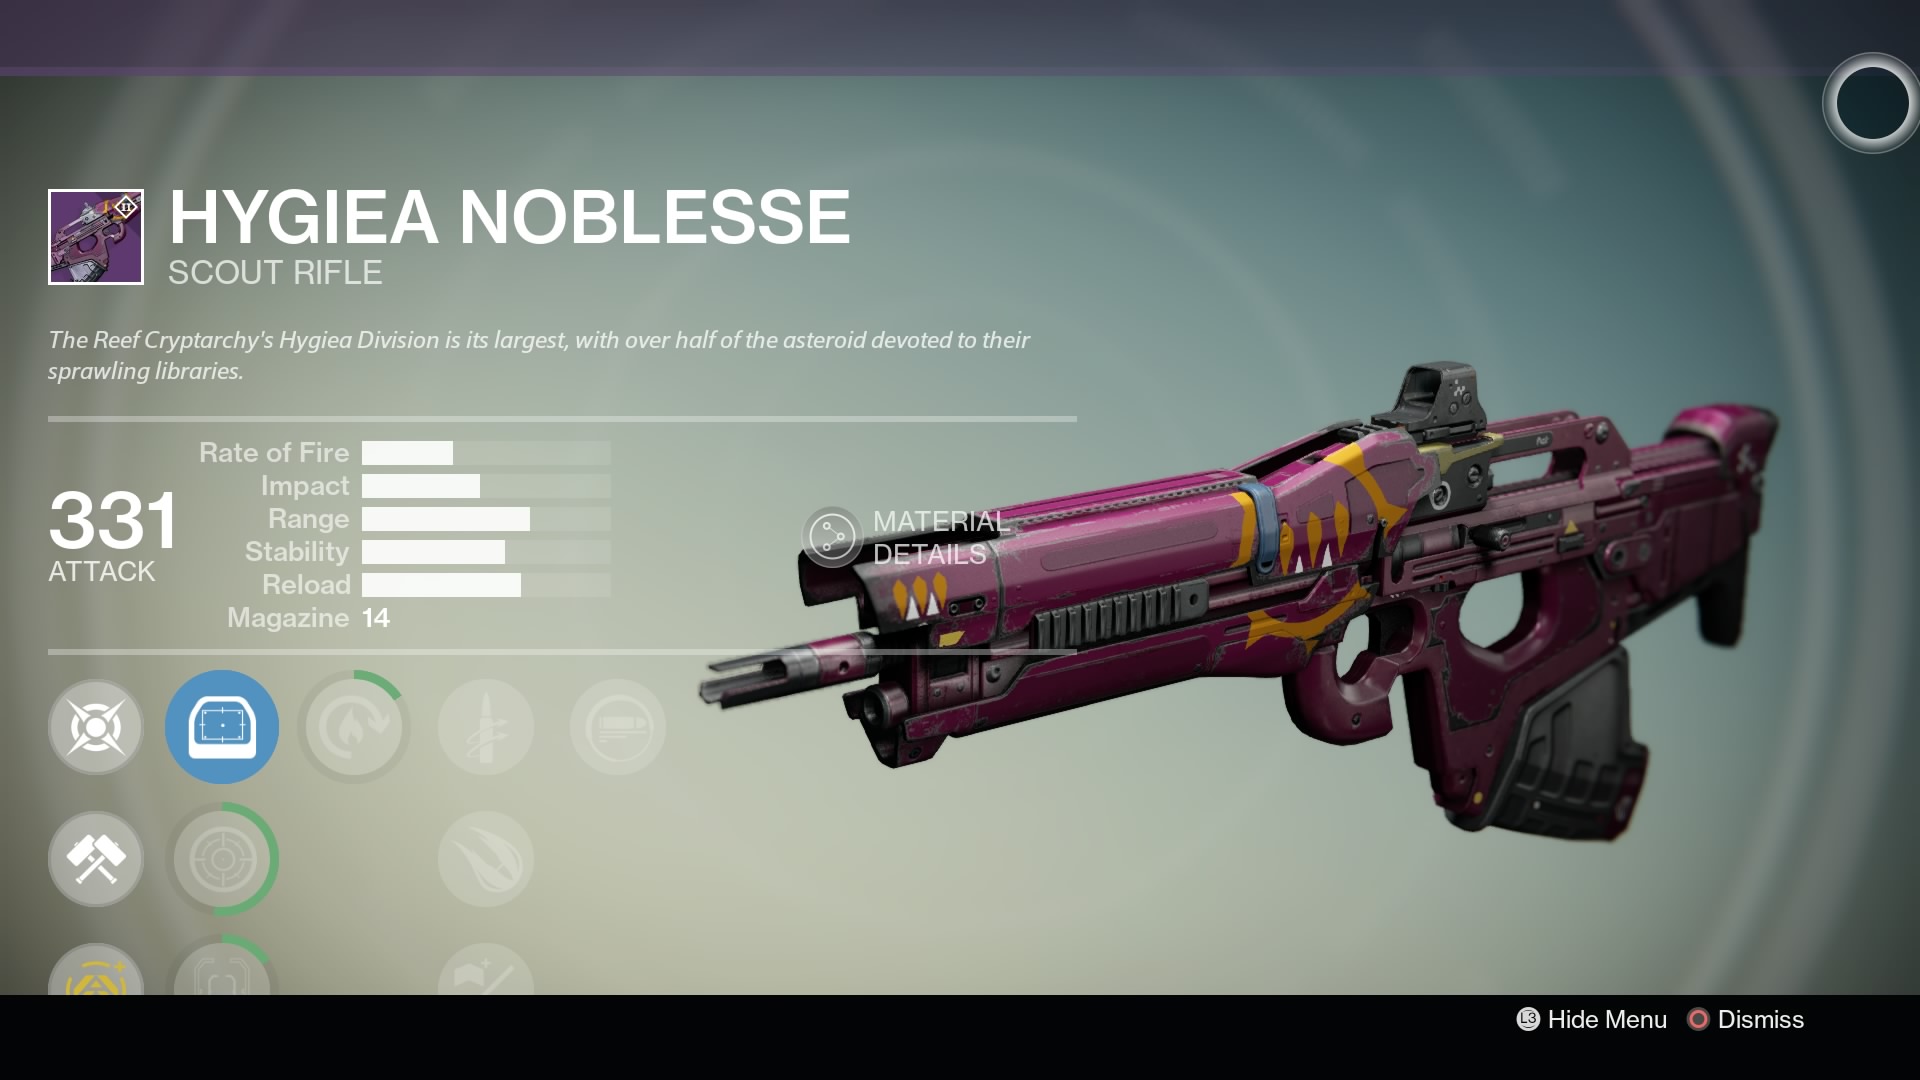 HYGIEA NOBLESSE
SCOUT RIFLE
The Reef Cryptarchy's Hygiea Division is its largest, with over half of the asteroid devoted to their
sprawling libraries.
331
ATTACK
Rate of Fire
Impact
Range
Stability
Reload
Magazine 14
MATERIAL
DETAILS
L3 Hide Menu
Dismiss